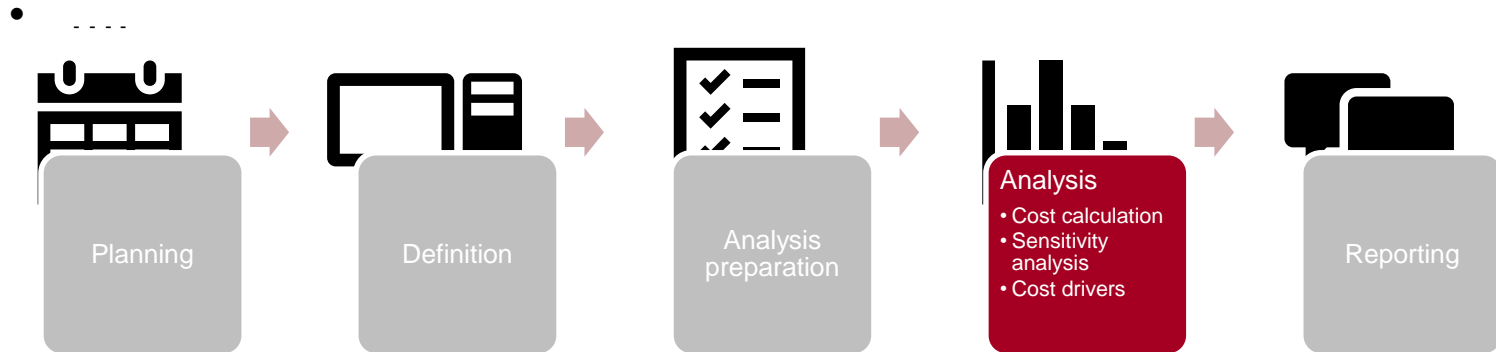 •
- - - -
Planning
Definition
Analysis
preparation
Analysis
• Cost calculation
• Sensitivity
analysis
• Cost drivers
Reporting